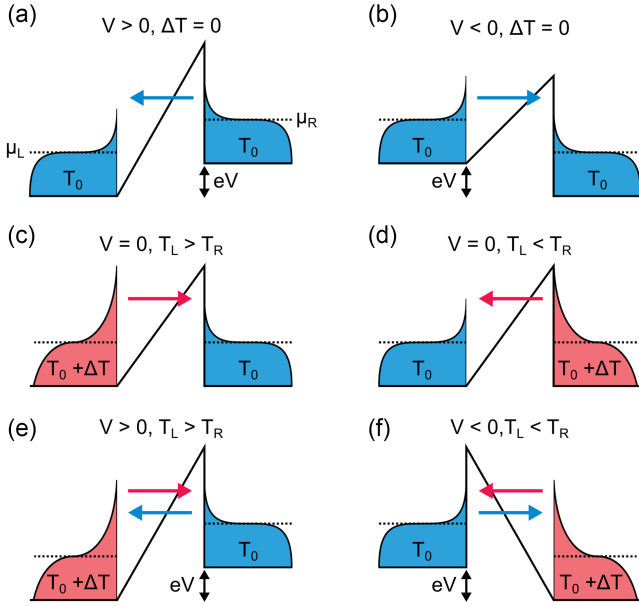 (a)
V > 0, ΔT = 0
μL
T0
T0
μR
eV
(b)
V < 0, ΔT = 0
T0
T0
eV
(c)
V = 0, TL > TR
T0 +ΔT
T0
(d)
V = 0, TL < TR
T0
T0 +ΔT
(e)
V > 0, TL > TR
T0 +ΔT
T0
eV
(f)
V < 0,TL < TR
T0
T0 +ΔT
eV